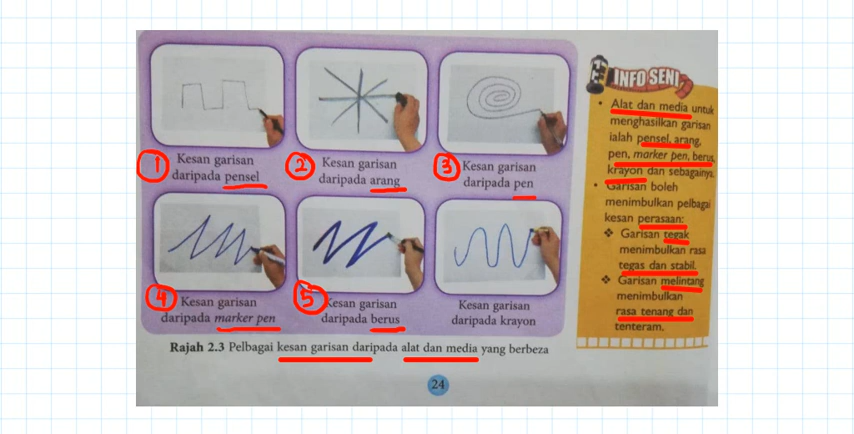 INFO SENI
• Alat dan media untuk
menghasilkan garisan
ialah pensel, arang,
pen, marker pen, berus,
krayon dan sebagainya.
• Garisan boleh
menimbulkan pelbagai
kesan perasaan:
❖ Garisan tegak
menimbulkan rasa
tegas dan stabil.
❖ Garisan melintang
menimbulkan
rasa tenang dan
tenteram.
1 Kesan garisan
daripada pensel
2 Kesan garisan
daripada arang
3 Kesan garisan
daripada pen
4 Kesan garisan
daripada marker pen
5 Kesan garisan
daripada berus
Kesan garisan
daripada krayon
Rajah 2.3 Pelbagai kesan garisan daripada alat dan media yang berbeza
24